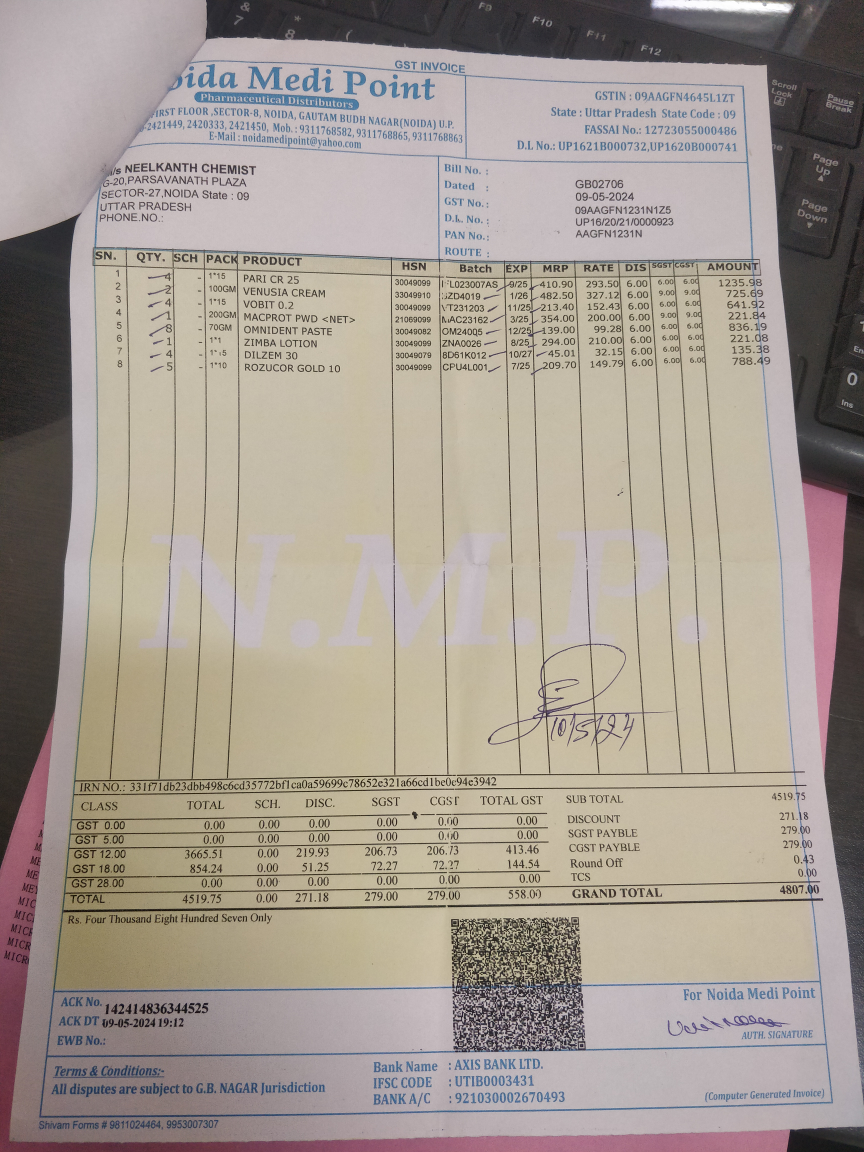 GST INVOICE
oida Medi Point
Pharmaceutical Distributors
FIRST FLOOR ,SECTOR-8, NOIDA, GAUTAM BUDH NAGAR(NOIDA) U.P.
-2421449, 2420333, 2421450, Mob. : 9311768582, 9311768865, 9311768863
E-Mail : noidamedipoint@yahoo.com
GSTIN : 09AAGFN4645L1ZT
State : Uttar Pradesh State Code : 09
FASSAI No.: 12723055000486
D.L No.: UP1621B000732,UP1620B000741
M/s NEELKANTH CHEMIST
G-20,PARSAVANATH PLAZA
SECTOR-27,NOIDA State : 09
UTTAR PRADESH
PHONE.NO.:
Bill No. : GB02706
Dated : 09-05-2024
GST No. : 09AAGFN1231N1Z5
D.L. No. : UP16/20/21/0000923
PAN No. : AAGFN1231N
ROUTE :
SN. QTY. SCH PACK PRODUCT HSN Batch EXP MRP RATE DIS SGST CGST AMOUNT
1 4 - 1*15 PARI CR 25 30049099 L023007AS 9/25 410.90 293.50 6.00 6.00 6.00 1235.98
2 2 - 100GM VENUSIA CREAM 33049910 ZD4019 1/26 482.50 327.12 6.00 9.00 9.00 725.69
3 4 - 1*15 VOBIT 0.2 30049099 VT231203 11/25 213.40 152.43 6.00 6.00 6.00 641.92
4 1 - 200GM MACPROT PWD <NET> 21069099 MAC23162 3/25 354.00 200.00 6.00 9.00 9.00 221.84
5 8 - 70GM OMNIDENT PASTE 30049082 OM24005 12/25 139.00 99.28 6.00 6.00 6.00 836.19
6 1 - 1*1 ZIMBA LOTION 30049099 ZNA0026 8/25 294.00 210.00 6.00 6.00 6.00 221.08
7 4 - 1*15 DILZEM 30 30049079 8D61K012 10/27 45.01 32.15 6.00 6.00 6.00 135.38
8 5 - 1*10 ROZUCOR GOLD 10 30049099 CPU4L001 7/25 209.70 149.79 6.00 6.00 6.00 788.49
N.M.P.
10/5/24
IRN NO.: 331f71db23dbb498c6cd35772bf1ca0a59699c78652e321a66cd1be0c94e3942
CLASS TOTAL SCH. DISC. SGST CGST TOTAL GST
GST 0.00 0.00 0.00 0.00 0.00 0.00 0.00
GST 5.00 0.00 0.00 0.00 0.00 0.00 0.00
GST 12.00 3665.51 0.00 219.93 206.73 206.73 413.46
GST 18.00 854.24 0.00 51.25 72.27 72.27 144.54
GST 28.00 0.00 0.00 0.00 0.00 0.00 0.00
TOTAL 4519.75 0.00 271.18 279.00 279.00 558.00
SUB TOTAL 4519.75
DISCOUNT 271.18
SGST PAYBLE 279.00
CGST PAYBLE 279.00
Round Off 0.43
TCS 0.00
GRAND TOTAL 4807.00
Rs. Four Thousand Eight Hundred Seven Only
ACK No. 142414836344525
ACK DT 09-05-2024 19:12
EWB No.:
For Noida Medi Point
AUTH. SIGNATURE
Terms & Conditions:-
All disputes are subject to G.B. NAGAR Jurisdiction
Bank Name : AXIS BANK LTD.
IFSC CODE : UTIB0003431
BANK A/C : 921030002670493
(Computer Generated Invoice)
Shivam Forms # 9811024464, 9953007307
F9
F10
F11
F12
Scroll Lock
Pause Break
Page Up
Page Down
& 7
* 8
(
0
Ins